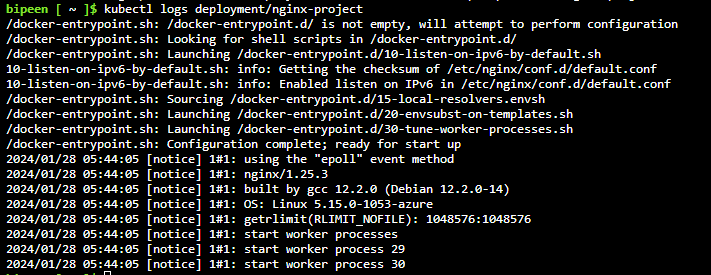 bipeen [ ~ ]$ kubectl logs deployment/nginx-project
/docker-entrypoint.sh: /docker-entrypoint.d/ is not empty, will attempt to perform configuration
/docker-entrypoint.sh: Looking for shell scripts in /docker-entrypoint.d/
/docker-entrypoint.sh: Launching /docker-entrypoint.d/10-listen-on-ipv6-by-default.sh
10-listen-on-ipv6-by-default.sh: info: Getting the checksum of /etc/nginx/conf.d/default.conf
10-listen-on-ipv6-by-default.sh: info: Enabled listen on IPv6 in /etc/nginx/conf.d/default.conf
/docker-entrypoint.sh: Sourcing /docker-entrypoint.d/15-local-resolvers.envsh
/docker-entrypoint.sh: Launching /docker-entrypoint.d/20-envsubst-on-templates.sh
/docker-entrypoint.sh: Launching /docker-entrypoint.d/30-tune-worker-processes.sh
/docker-entrypoint.sh: Configuration complete; ready for start up
2024/01/28 05:44:05 [notice] 1#1: using the "epoll" event method
2024/01/28 05:44:05 [notice] 1#1: nginx/1.25.3
2024/01/28 05:44:05 [notice] 1#1: built by gcc 12.2.0 (Debian 12.2.0-14)
2024/01/28 05:44:05 [notice] 1#1: OS: Linux 5.15.0-1053-azure
2024/01/28 05:44:05 [notice] 1#1: getrlimit(RLIMIT_NOFILE): 1048576:1048576
2024/01/28 05:44:05 [notice] 1#1: start worker processes
2024/01/28 05:44:05 [notice] 1#1: start worker process 29
2024/01/28 05:44:05 [notice] 1#1: start worker process 30